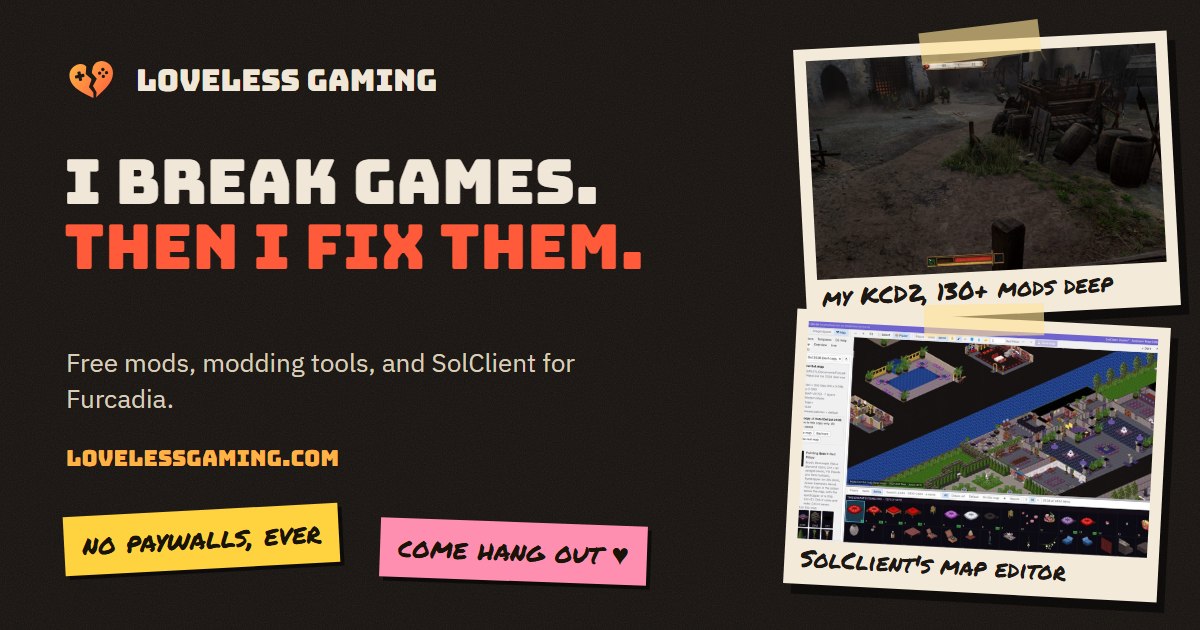 LOVELESS GAMING
I BREAK GAMES.
THEN I FIX THEM.
Free mods, modding tools, and SolClient for
Furcadia.
LOVELESSGAMING.COM
NO PAYWALLS, EVER
COME HANG OUT ♥
MY KCD2, 130+ MODS DEEP
SOLCLIENT'S MAP EDITOR